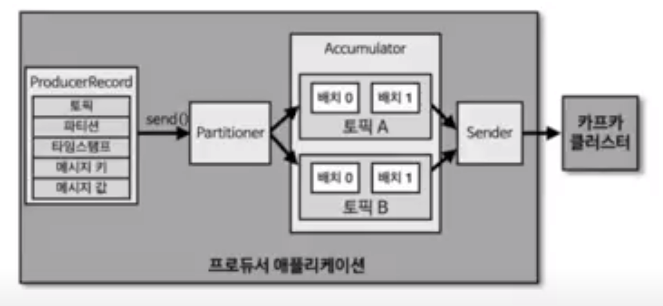 Accumulator
ProducerRecord
토픽
파티션
타임스탬프
메시지 키
메시지 값
send()
Partitioner
배치 0
배치 1
토픽 A
배치 0
배치 1
토픽 B
Sender
카프카
클러스터
프로듀서 애플리케이션